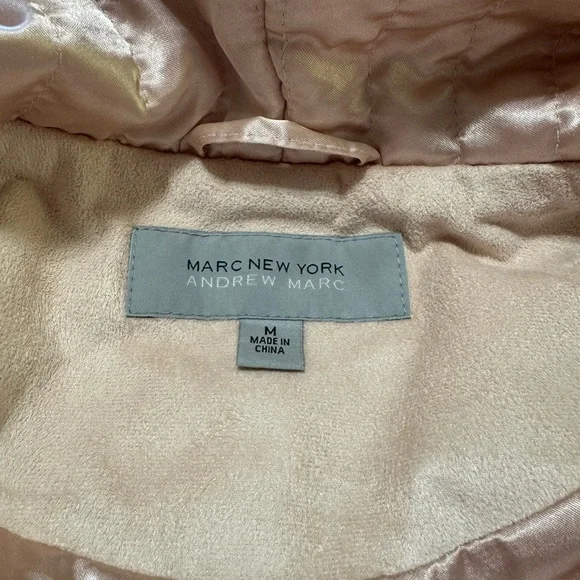 MARC NEW YORK
ANDREW MARC
M
MADE IN
CHINA